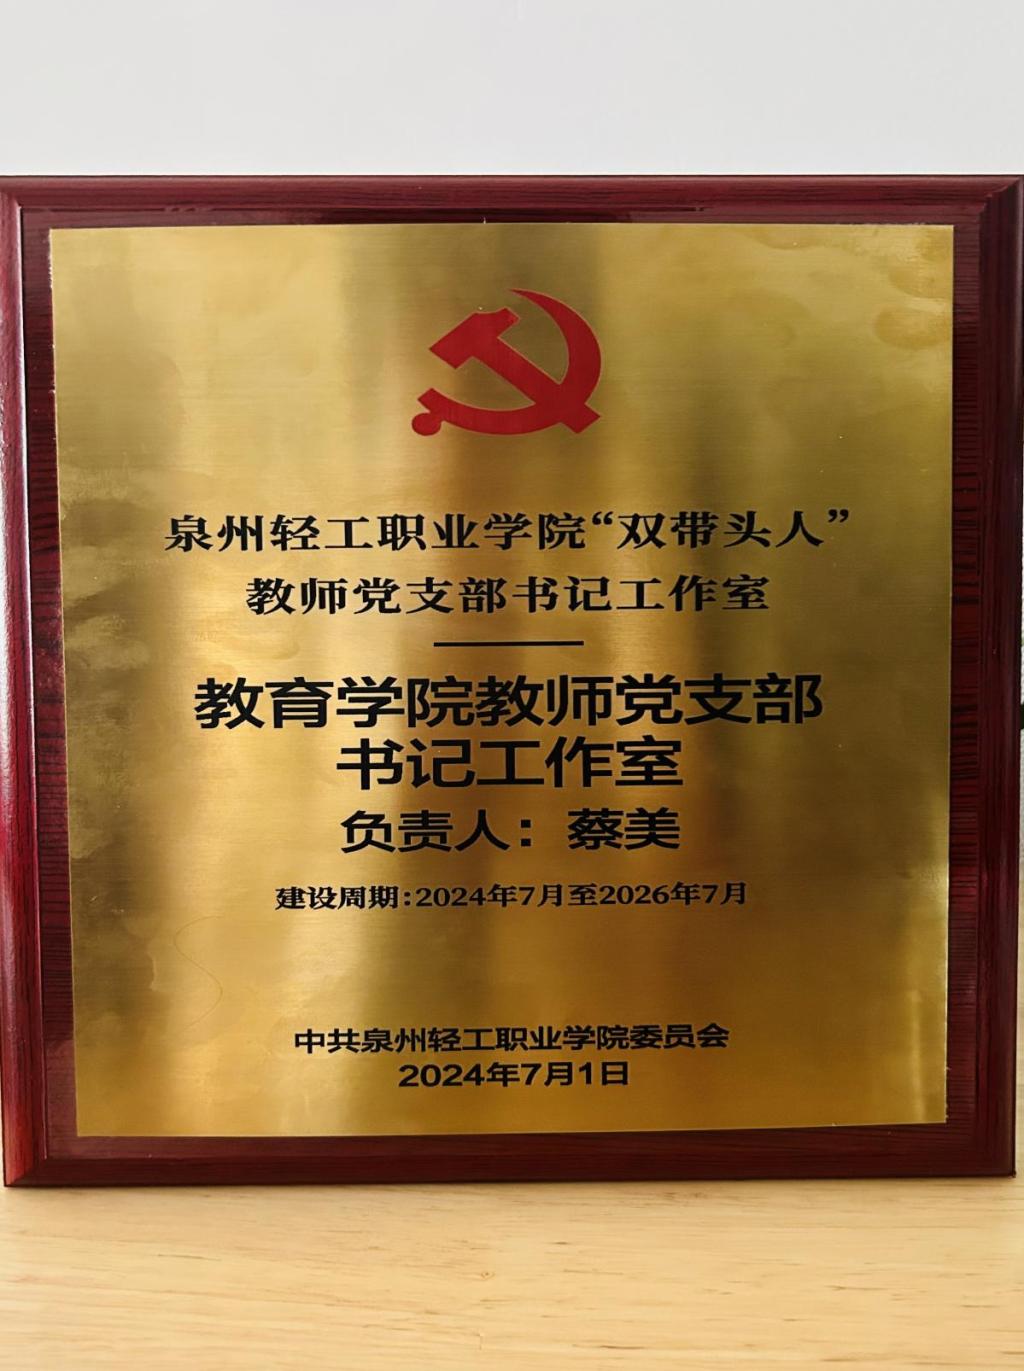 泉州轻工职业学院“双带头人”
教师党支部书记工作室
教育学院教师党支部
书记工作室
负责人：蔡美
建设周期:2024年7月至2026年7月
中共泉州轻工职业学院委员会
2024年7月1日